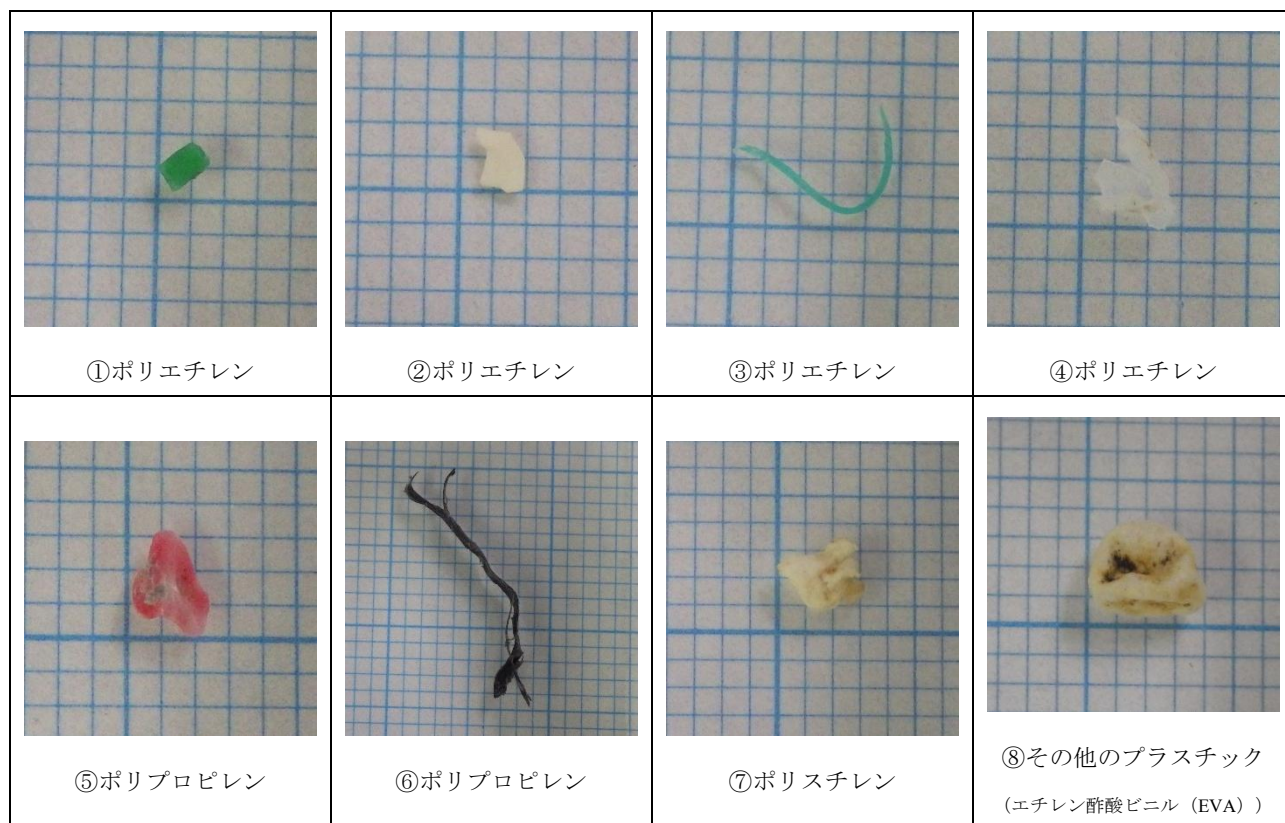 ①ポリエチレン
②ポリエチレン
③ポリエチレン
④ポリエチレン
⑤ポリプロピレン
⑥ポリプロピレン
⑦ポリスチレン
⑧その他のプラスチック
（エチレン酢酸ビニル（EVA））